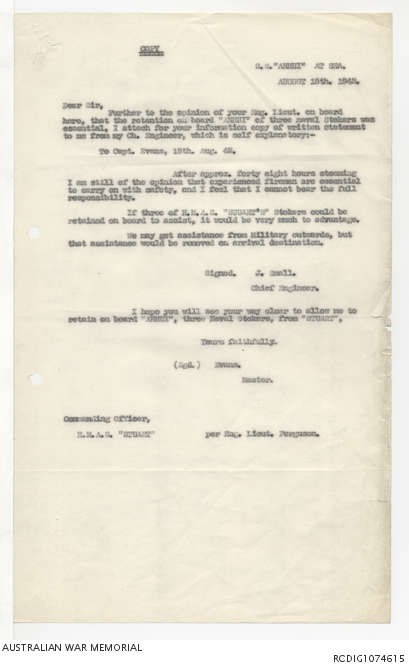 COPY
S.S. "ANSHI" AT SEA.
AUGUST 15th. 1942.
Dear Sir,
Further to the opinion of your Eng. Lieut. on board
here, that the retention on board "ANSHI" of three naval Stokers was
essential, I attach for your information copy of written statement
to me from my Ch. Engineer, which is self explanatory:-
To Capt. Evans, 15th. Aug. 42.
After approx. forty eight hours steaming
I am still of the opinion that experienced firemen are essential
to carry on with safety, and I feel that I cannot bear the full
responsibility.
If three of H.M.A.S. "STUART'S" Stokers could be
retained on board to assist, it would be very much to advantage.
We may get assistance from Military outwards, but
that assistance would be removed on arrival destination.
Signed. J. Small.
Chief Engineer.
I hope you will see your way clear to allow me to
retain on board "ANSHI", three Naval Stokers, from "STUART",
Yours faithfully.
(Sgd.) Evans.
Master.
Commanding Officer,
H.M.A.S. "STUART" per Eng. Lieut. Ferguson.
AUSTRALIAN WAR MEMORIAL
RCDIG1074615